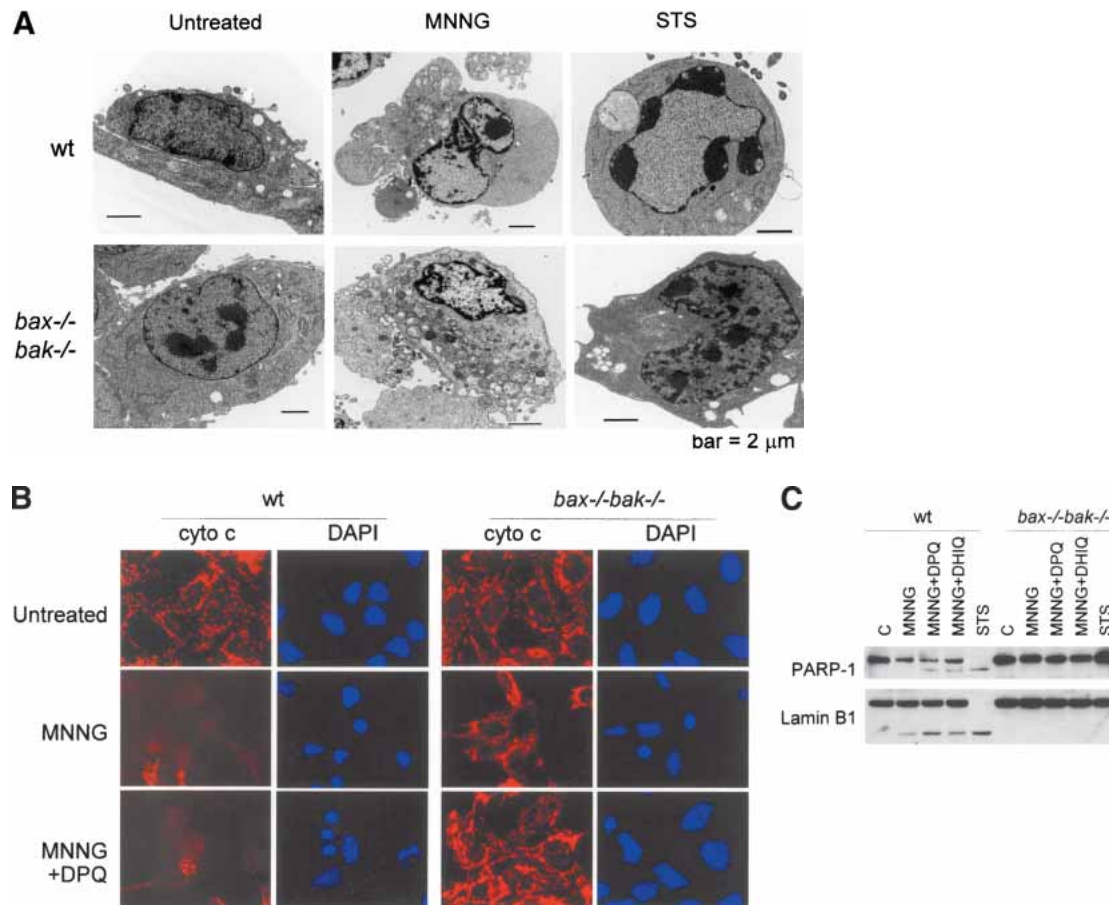 A
Untreated MNNG STS
wt
bax-/-
bak-/-
bar = 2 µm
B
wt bax-/-bak-/-
cyto c DAPI cyto c DAPI
Untreated
MNNG
MNNG
+DPQ
C
wt bax-/-bak-/-
C MNNG MNNG+DPQ MNNG+DHIQ STS C MNNG MNNG+DPQ MNNG+DHIQ STS
PARP-1
Lamin B1